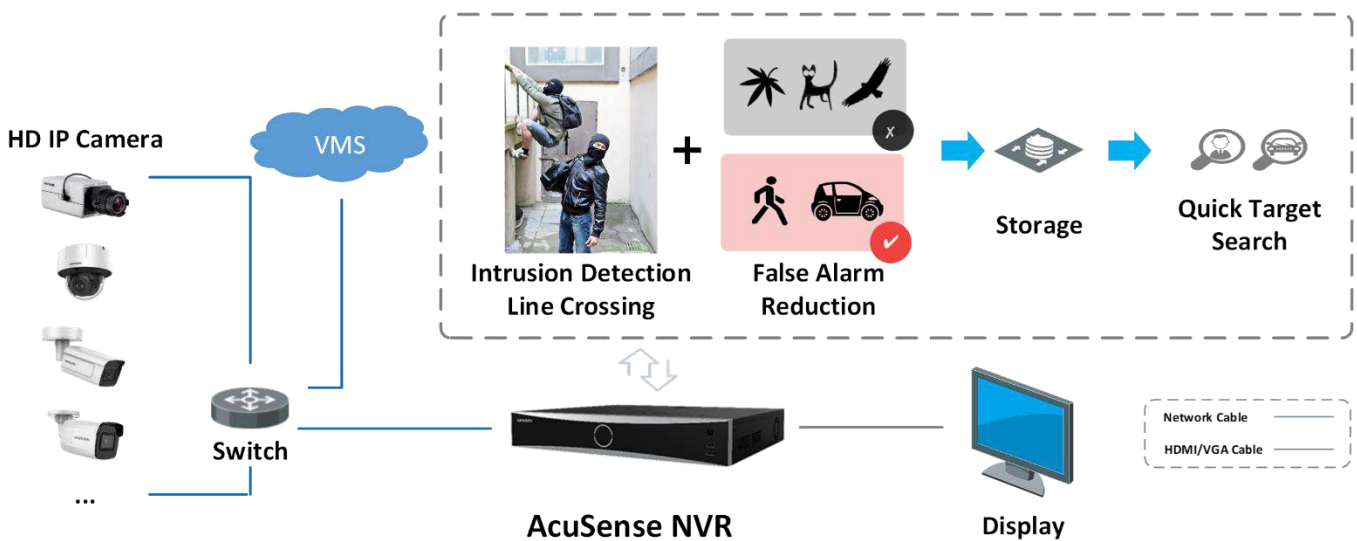 HD IP Camera
VMS
Intrusion Detection
Line Crossing
+
False Alarm
Reduction
Storage
Quick Target
Search
Switch
...
AcuSense NVR
Display
Network Cable
HDMI/VGA Cable